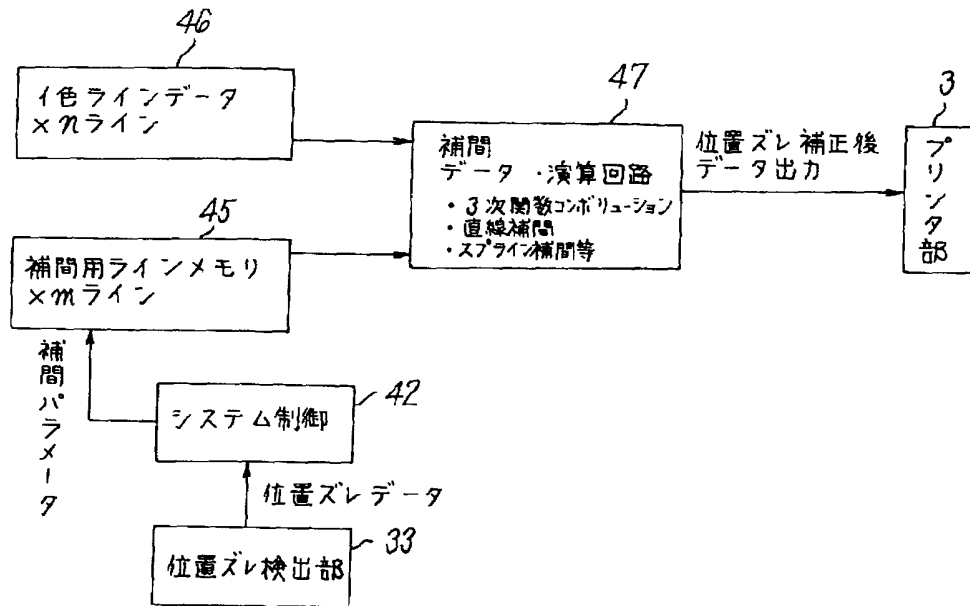 46
1色ラインデータ
×nライン
47
補間
データ・演算回路
・3次関数コンボリューション
・直線補間
・スプライン補間等
位置ズレ補正後
データ出力
3
プリンタ部
45
補間用ラインメモリ
×mライン
補間パラメータ
42
システム制御
位置ズレデータ
33
位置ズレ検出部